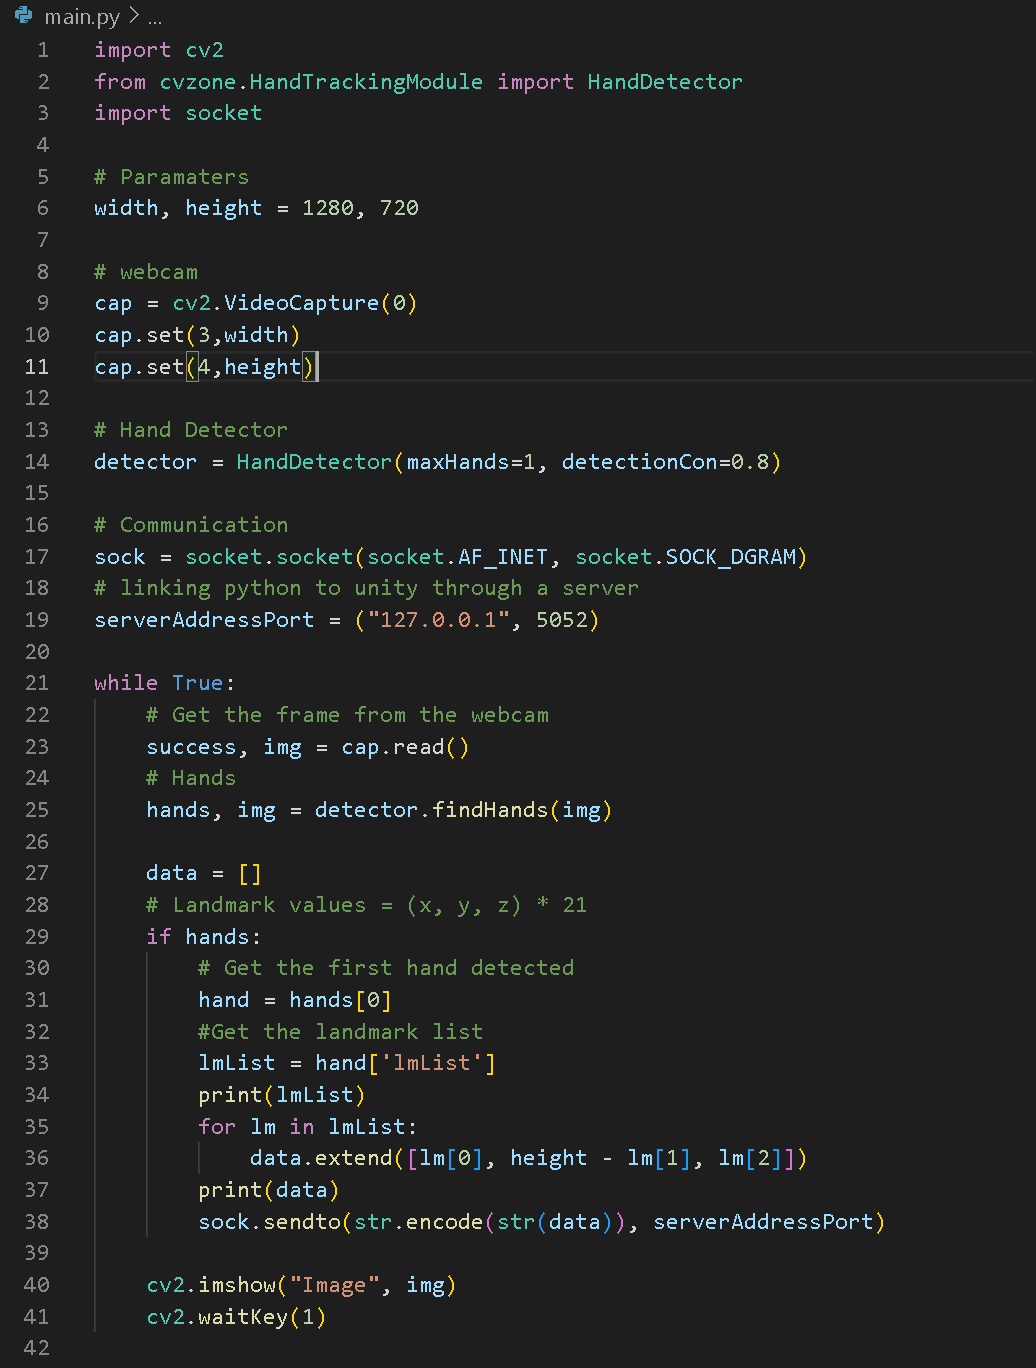 main.py > ...
1 import cv2
2 from cvzone.HandTrackingModule import HandDetector
3 import socket
4
5 # Paramaters
6 width, height = 1280, 720
7
8 # webcam
9 cap = cv2.VideoCapture(0)
10 cap.set(3,width)
11 cap.set(4,height)
12
13 # Hand Detector
14 detector = HandDetector(maxHands=1, detectionCon=0.8)
15
16 # Communication
17 sock = socket.socket(socket.AF_INET, socket.SOCK_DGRAM)
18 # linking python to unity through a server
19 serverAddressPort = ("127.0.0.1", 5052)
20
21 while True:
22     # Get the frame from the webcam
23     success, img = cap.read()
24     # Hands
25     hands, img = detector.findHands(img)
26
27     data = []
28     # Landmark values = (x, y, z) * 21
29     if hands:
30         # Get the first hand detected
31         hand = hands[0]
32         #Get the landmark list
33         lmList = hand['lmList']
34         print(lmList)
35         for lm in lmList:
36             data.extend([lm[0], height - lm[1], lm[2]])
37         print(data)
38         sock.sendto(str.encode(str(data)), serverAddressPort)
39
40     cv2.imshow("Image", img)
41     cv2.waitKey(1)
42